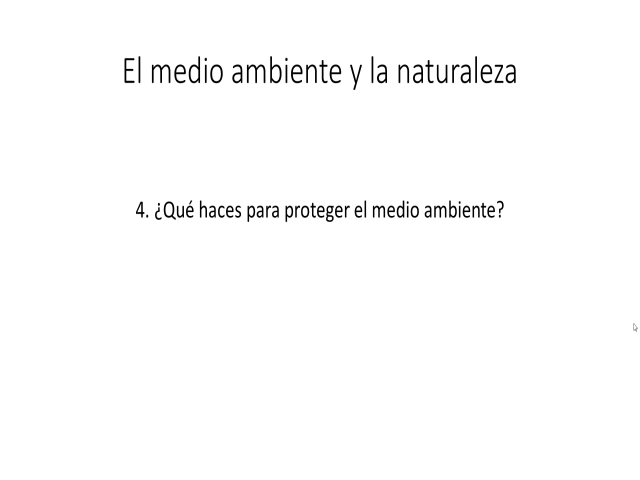 El medio ambiente y la naturaleza
4. ¿Qué haces para proteger el medio ambiente?